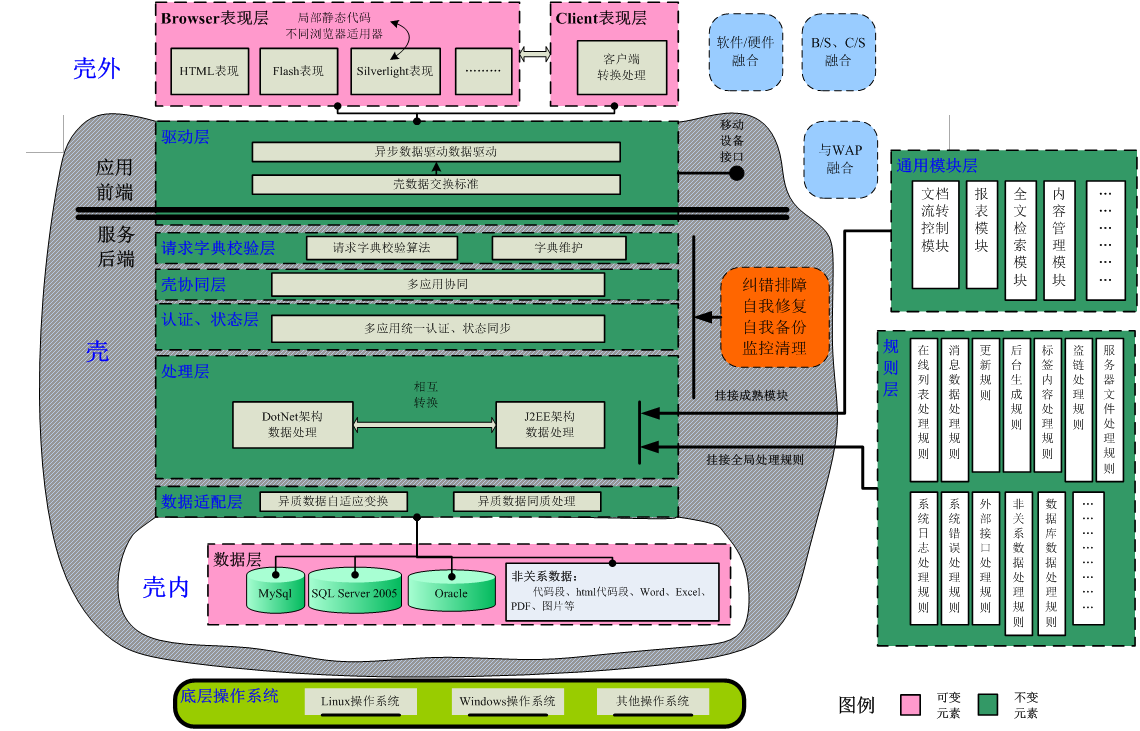 壳外
Browser表现层
局部静态代码
不同浏览器适用器
HTML表现
Flash表现
Silverlight表现
………
Client表现层
客户端
转换处理
软件/硬件
融合
B/S、C/S
融合
与WAP
融合
移动
设备
接口
应用
前端
服务
后端
壳
驱动层
异步数据驱动数据驱动
壳数据交换标准
请求字典校验层
请求字典校验算法
字典维护
壳协同层
多应用协同
认证、状态层
多应用统一认证、状态同步
处理层
相互
转换
DotNet架构
数据处理
J2EE架构
数据处理
数据适配层
异质数据自适应变换
异质数据同质处理
纠错排障
自我修复
自我备份
监控清理
挂接成熟模块
挂接全局处理规则
通用模块层
文档流转控制模块
报表模块
全文检索模块
内容管理模块
………………
规则层
在线列表处理规则
消息数据处理规则
更新规则
后台生成规则
标签内容处理规则
盗链处理规则
服务器文件处理规则
系统日志处理规则
系统错误处理规则
外部接口处理规则
非关系数据处理规则
数据库数据处理规则
…………………
壳内
数据层
MySql
SQL Server 2005
Oracle
非关系数据：
代码段、html代码段、Word、Excel、
PDF、图片等
底层操作系统
Linux操作系统
Windows操作系统
其他操作系统
图例
可变
元素
不变
元素